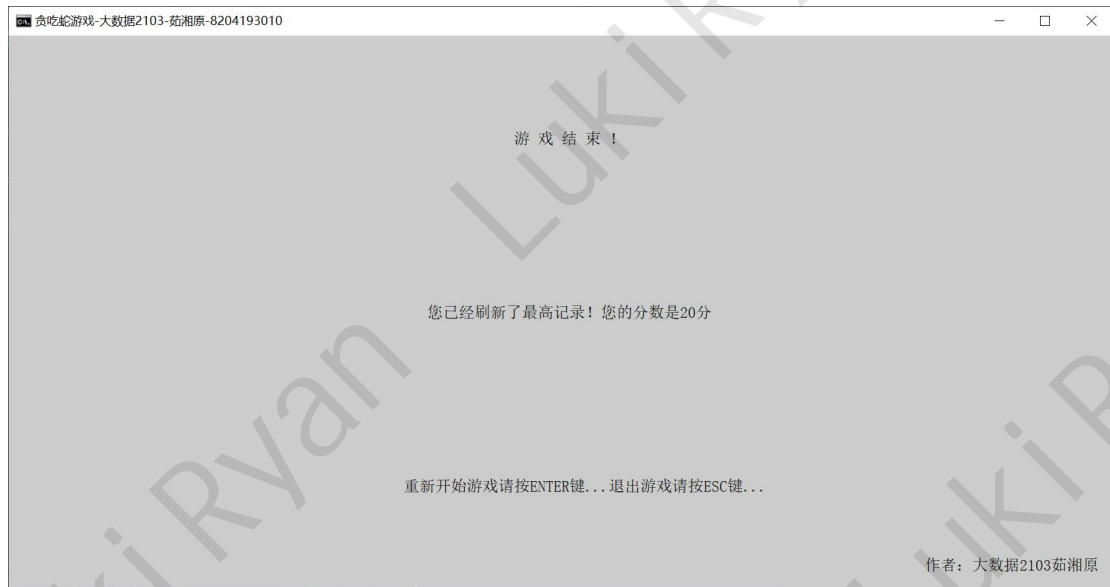 贪吃蛇游戏-大数据2103-茹湘原-8204193010
游 戏 结 束 !
您已经刷新了最高记录! 您的分数是20分
重新开始游戏请按ENTER键...退出游戏请按ESC键...
作者: 大数据2103茹湘原
Luki Ryan